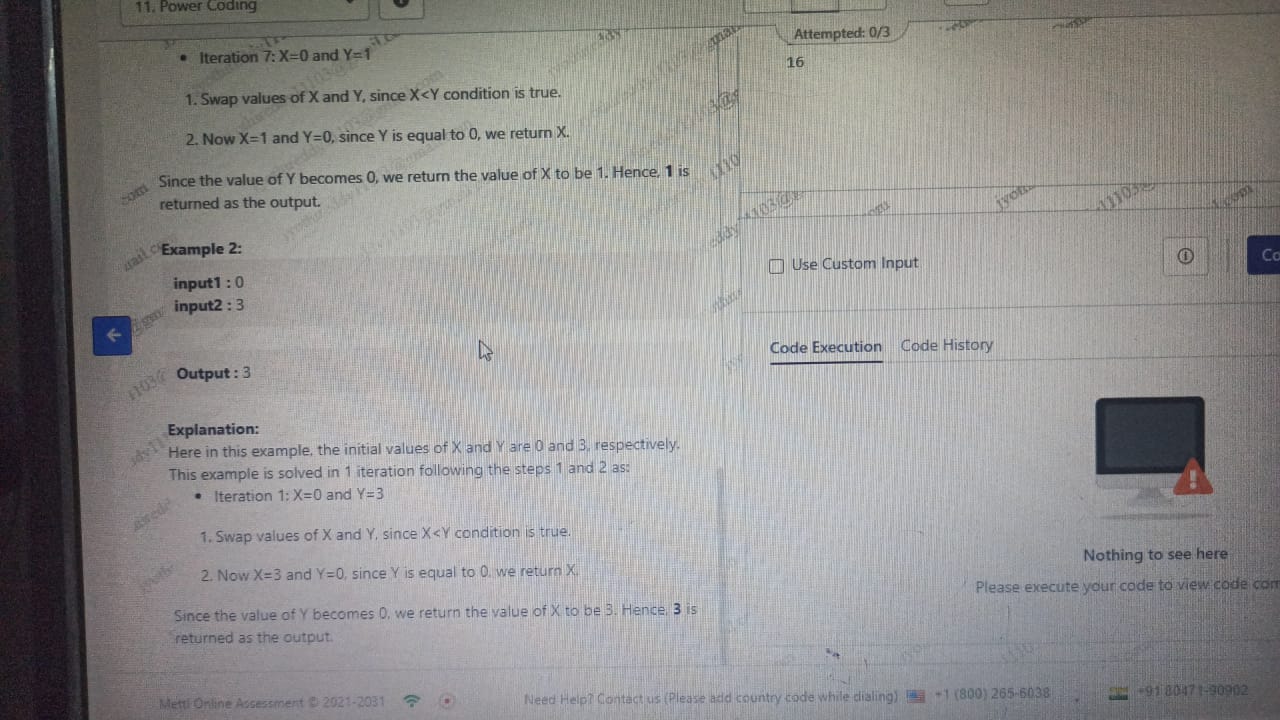 11. Power Coding
• Iteration 7: X=0 and Y=1
1. Swap values of X and Y, since X<Y condition is true.
2. Now X=1 and Y=0, since Y is equal to 0, we return X.
Since the value of Y becomes 0, we return the value of X to be 1. Hence, 1 is
returned as the output.
Example 2:
input1 : 0
input2 : 3
Output : 3
Explanation:
Here in this example, the initial values of X and Y are 0 and 3, respectively.
This example is solved in 1 iteration following the steps 1 and 2 as:
• Iteration 1: X=0 and Y=3
1. Swap values of X and Y, since X<Y condition is true.
2. Now X=3 and Y=0, since Y is equal to 0, we return X.
Since the value of Y becomes 0, we return the value of X to be 3. Hence, 3 is
returned as the output.
Attempted: 0/3
16
Use Custom Input
Co
Code Execution Code History
Nothing to see here
Please execute your code to view code com
Mettl Online Assessment © 2021-2031
Need Help? Contact us (Please add country code while dialing) +1 (800) 265-6038 +91 80471-90902